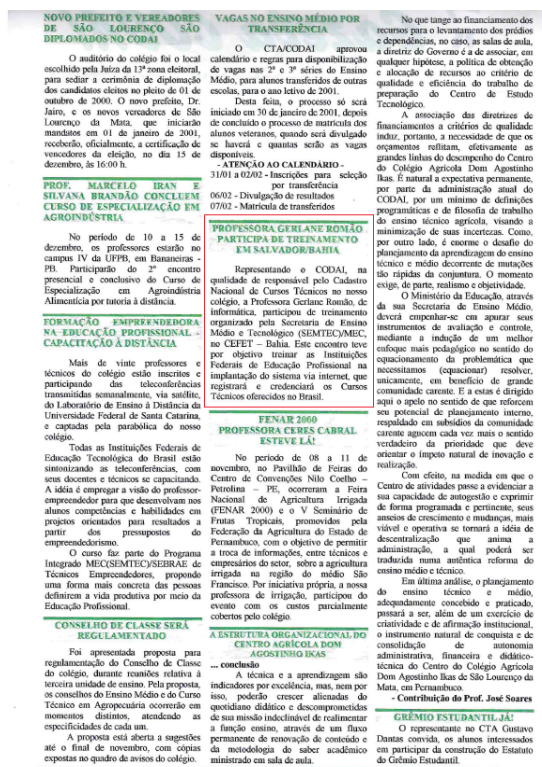 NOVO PREFEITO E VEREADORES
DE SÃO LOURENÇO SÃO
DIPLOMADOS NO CODAI
O auditório do colégio foi o local
escolhido pela Juíza da 13ª zona eleitoral,
para sediar a cerimônia de diplomação
dos candidatos eleitos no pleito de 01 de
outubro de 2000. O novo prefeito, Dr.
Jairo, e os novos vereadores de São
Lourenço da Mata, que iniciarão
mandatos em 01 de janeiro de 2001,
receberão, oficialmente, a certificação de
vencedores da eleição, no dia 15 de
dezembro, às 16:00 h.
PROF. MARCELO IRAN E
SILVANA BRANDÃO CONCLUEM
CURSO DE ESPECIALIZAÇÃO EM
AGROINDÚSTRIA
No período de 10 a 15 de
dezembro, os professores estarão no
campus IV da UFPB, em Bananeiras -
PB. Participarão do 2º encontro
presencial e conclusivo do Curso de
Especialização em Agroindústria
Alimentícia por tutoria à distância.
FORMAÇÃO EMPREENDEDORA
NA EDUCAÇÃO PROFISSIONAL -
CAPACITAÇÃO À DISTÂNCIA
Mais de vinte professores e
técnicos do colégio estão inscritos e
participando das teleconferências
transmitidas semanalmente, via satélite,
do Laboratório de Ensino à Distância da
Universidade Federal de Santa Catarina,
e captadas pela parabólica do nosso
colégio.
Todas as Instituições Federais de
Educação Tecnológica do Brasil estão
sintonizando as teleconferências, com
seus docentes e técnicos se capacitando.
A idéia é empregar a visão do professor-
empreendedor para que desenvolvam nos
alunos competências e habilidades em
projetos orientados para resultados a
partir dos pressupostos do
empreendedorismo.
O curso faz parte do Programa
Integrado MEC(SEMTEC)/SEBRAE de
Técnicos Empreendedores, propondo
uma forma mais concreta das pessoas
definirem a vida produtiva por meio da
Educação Profissional.
CONSELHO DE CLASSE SERÁ
REGULAMENTADO
Foi apresentada proposta para
regulamentação do Conselho de Classe do
colégio, durante reuniões relativa à
terceira unidade de ensino. Pela proposta,
os conselhos do Ensino Médio e do Curso
Técnico em Agropecuária ocorrerão em
momentos distintos, atendendo as
especificidades de cada um.
A proposta está aberta a sugestões
até o final de novembro, com cópias
expostas no quadro de avisos do colégio.
VAGAS NO ENSINO MÉDIO POR
TRANSFERÊNCIA
O CTA/CODAI aprovou
calendário e regras para disponibilização
de vagas nas 2ª e 3ª séries do Ensino
Médio, para alunos transferidos de outras
escolas, para o ano letivo de 2001.
Desta feita, o processo só será
iniciado em 30 de janeiro de 2001, depois
de concluído o processo de matrícula dos
alunos veteranos, quando será divulgado
se haverá e quantas serão as vagas
disponíveis.
- ATENÇÃO AO CALENDÁRIO -
31/01 a 02/02 - Inscrições para seleção
por transferência
06/02 - Divulgação de resultados
07/02 - Matrícula de transferidos
PROFESSORA GERLANE ROMÃO
PARTICIPA DE TREINAMENTO
EM SALVADOR/BAHIA
Representando o CODAI, na
qualidade de responsável pelo Cadastro
Nacional de Cursos Técnicos no nosso
colégio, a Professora Gerlane Romão, de
informática, participou de treinamento
organizado pela Secretaria de Ensino
Médio e Tecnológico (SEMTEC)/MEC,
no CEFET – Bahia. Este encontro teve
por objetivo treinar as Instituições
Federais de Educação Profissional na
implantação do sistema via internet, que
registrará e credenciará os Cursos
Técnicos oferecidos no Brasil.
FENAR 2000
PROFESSORA CERES CABRAL
ESTEVE LÁ!
No período de 08 a 11 de
novembro, no Pavilhão de Feiras do
Centro de Convenções Nilo Coelho –
Petrolina – PE, ocorreram a Feira
Nacional de Agricultura Irrigada
(FENAR 2000) e o V Seminário de
Frutas Tropicais, promovidos pela
Federação da Agricultura do Estado de
Pernambuco, com o objetivo de permitir
a troca de informações, entre técnicos e
empresários do setor, sobre a agricultura
irrigada na região do médio São
Francisco. Por iniciativa própria, a nossa
professora de irrigação, participou do
evento com os custos parcialmente
cobertos pelo colégio.
A ESTRUTURA ORGANIZACIONAL DO
CENTRO AGRÍCOLA DOM
AGOSTINHO IKAS
... conclusão
A técnica e a aprendizagem são
indicadores por excelência, mas, nem por
isso, poderão crescer alienadas do
quotidiano didático e descomprometidas
de sua missão indeclinável de realimentar
a função ensino, através de um fluxo
permanente de renovação de conteúdo e
da metodologia do saber acadêmico
ministrado em sala de aula.
No que tange ao financiamento dos
recursos para o levantamento dos prédios
e dependências, no caso, as salas de aula,
a diretriz do Governo é a de associar, em
qualquer hipótese, a política de obtenção
e alocação de recursos ao critério de
qualidade e eficiência do trabalho de
preparação do Centro de Estudo
Tecnológico.
A associação das diretrizes de
financiamentos a critérios de qualidade
induz, portanto, a necessidade de que os
orçamentos reflitam, efetivamente as
grandes linhas do desempenho do Centro
do Colégio Agrícola Dom Agostinho
Ikas. É natural a expectativa permanente,
por parte da administração atual do
CODAI, por um mínimo de definições
programáticas e de filosofia de trabalho
do ensino técnico agrícola, visando a
minimização de suas incertezas. Como,
por outro lado, é enorme o desafio do
planejamento da aprendizagem do ensino
técnico e médio decorrente de mutações
tão rápidas da conjuntura. O momento
exige, de parte, realismo e objetividade.
O Ministério da Educação, através
da sua Secretaria de Ensino Médio,
deverá empenhar-se em apurar seus
instrumentos de avaliação e controle,
mediante a indução de um melhor
enfoque mais pedagógico no sentido do
equacionamento da problemática que
necessitamos (equacionar) resolver,
unicamente, em benefício de grande
comunidade carente. E a estas é dirigido
aqui o apelo no sentido de que reforcem
seu potencial de planejamento interno,
respaldado em subsídios da comunidade
carente agucem cada vez mais o sentido
verdadeiro da prioridade que deve
orientar o ímpeto natural de inovação e
realização.
Com efeito, na medida em que o
Centro de atividades passe a evidenciar a
sua capacidade de autogestão e exprimir
de forma programada e pertinente, seus
anseios de crescimento e mudanças, mais
viável e operativa se tornará a idéia de
descentralização que anima a
administração, a qual poderá ser
traduzida numa autêntica reforma do
ensino médio e técnico.
Em última análise, o planejamento
do ensino técnico e médio,
adequadamente concebido e praticado,
passará a ser, além de um exercício de
criatividade e de afirmação institucional,
o instrumento natural de conquista e de
consolidação de autonomia
administrativa, financeira e didático-
técnica do Centro do Colégio Agrícola
Dom Agostinho Ikas de São Lourenço da
Mata, em Pernambuco.
- Contribuição do Prof. José Soares
GRÊMIO ESTUDANTIL JÁ!
O representante no CTA Gustavo
Dantas convida, os alunos interessados
em participar da construção do Estatuto
do Grêmio Estudantil.